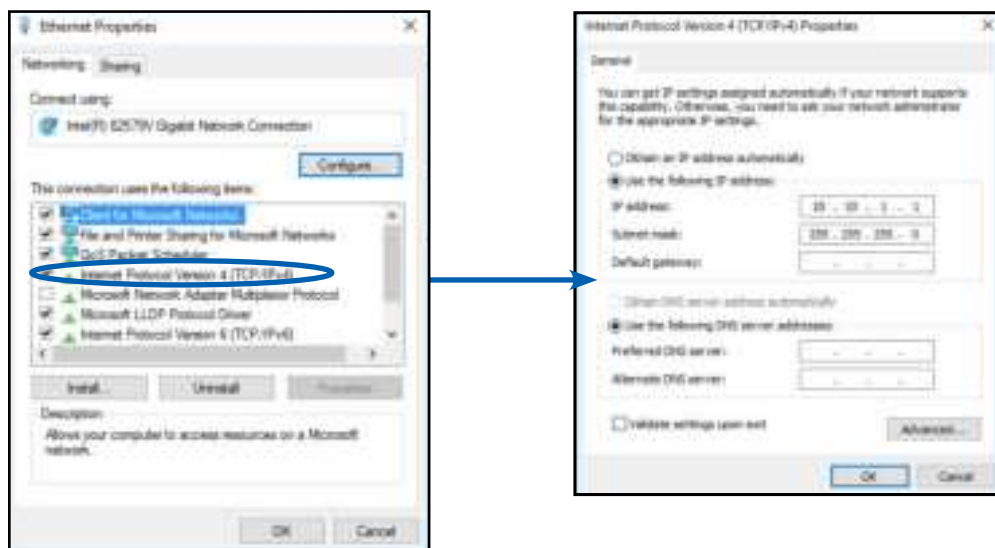 Ethernet Properties
Networking Sharing
Connect using:
Intel(R) 82579V Gigabit Network Connection
Configure...
This connection uses the following items:
Client for Microsoft Networks
File and Printer Sharing for Microsoft Networks
QoS Packet Scheduler
Internet Protocol Version 4 (TCP/IPv4)
Microsoft Network Adapter Multiplexor Protocol
Microsoft LLDP Protocol Driver
Internet Protocol Version 6 (TCP/IPv6)
Install... Uninstall Properties
Description
Allows your computer to access resources on a Microsoft
network.
OK Cancel
Internet Protocol Version 4 (TCP/IPv4) Properties
General
You can get IP settings assigned automatically if your network supports
this capability. Otherwise, you need to ask your network administrator
for the appropriate IP settings.
Obtain an IP address automatically
Use the following IP address:
IP address: . 1 . 1
Subnet mask: 255 . 255 . 255 . 0
Default gateway: . . .
Obtain DNS server address automatically
Use the following DNS server addresses:
Preferred DNS server: . . .
Alternate DNS server: . . .
Validate settings upon exit
Advanced...
OK Cancel